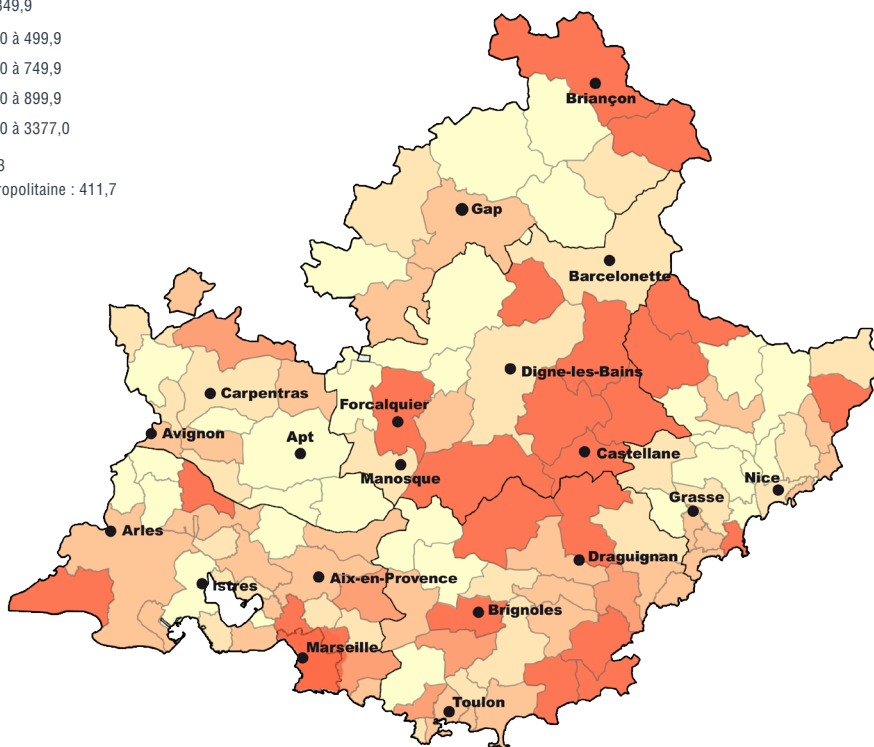 349,9
0 à 499,9
0 à 749,9
0 à 899,9
0 à 3377,0
3
ropolitaine : 411,7
Briançon
Gap
Barcelonette
Digne-les-Bains
Carpentras
Forcalquier
Avignon
Apt
Castellane
Manosque
Nice
Grasse
Arles
Draguignan
Istres
Aix-en-Provence
Brignoles
Marseille
Toulon